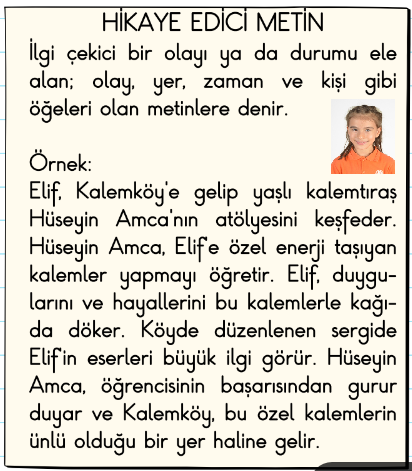 HİKAYE EDİCİ METİN
İlgi çekici bir olayı ya da durumu ele
alan; olay, yer, zaman ve kişi gibi
öğeleri olan metinlere denir.
Örnek:
Elif, Kalemköy'e gelip yaşlı kalemtıraş
Hüseyin Amca'nın atölyesini keşfeder.
Hüseyin Amca, Elif'e özel enerji taşıyan
kalemler yapmayı öğretir. Elif, duygu-
larını ve hayallerini bu kalemlerle kağı-
da döker. Köyde düzenlenen sergide
Elif'in eserleri büyük ilgi görür. Hüseyin
Amca, öğrencisinin başarısından gurur
duyar ve Kalemköy, bu özel kalemlerin
ünlü olduğu bir yer haline gelir.